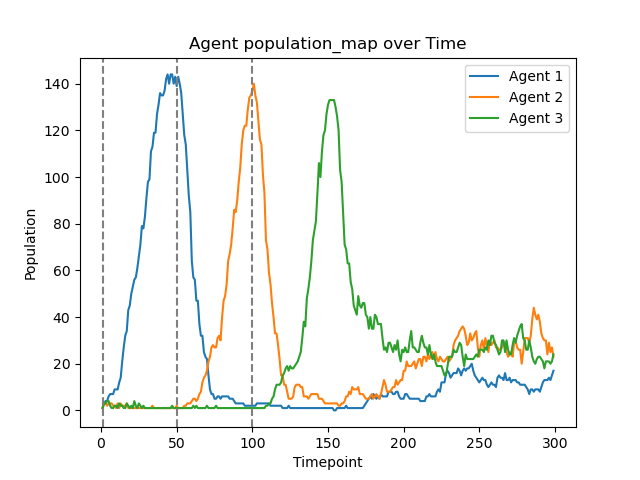 Agent population_map over Time
Agent 1
Agent 2
Agent 3
Population
140
120
100
80
60
40
20
0
0 50 100 150 200 250 300
Timepoint